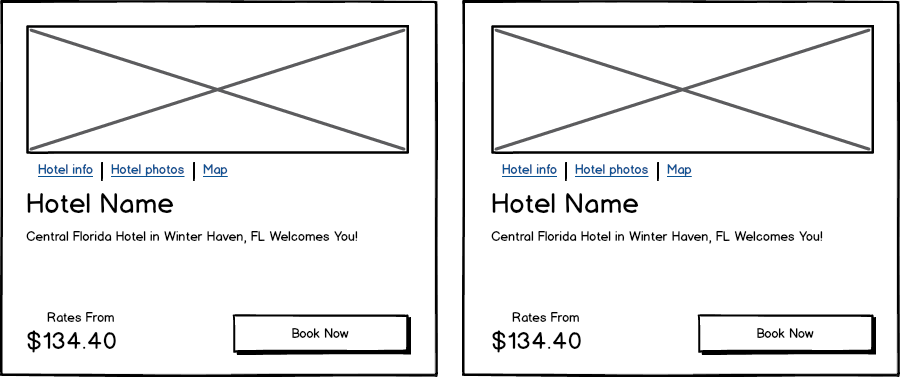 Hotel info | Hotel photos | Map
Hotel Name
Central Florida Hotel in Winter Haven, FL Welcomes You!
Rates From
$134.40
Book Now
Hotel info | Hotel photos | Map
Hotel Name
Central Florida Hotel in Winter Haven, FL Welcomes You!
Rates From
$134.40
Book Now